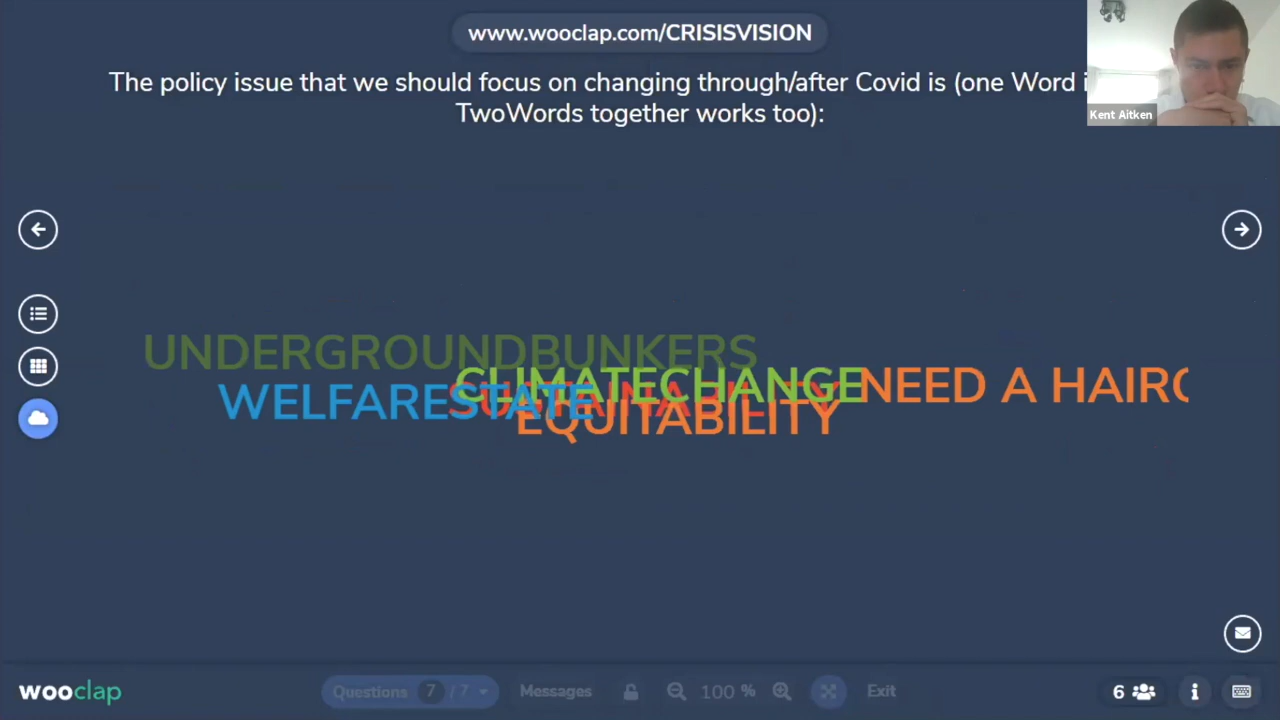 www.wooclap.com/CRISISVISION
The policy issue that we should focus on changing through/after Covid is (one Word
TwoWords together works too):
Kent Aitken
UNDERGROUNDBUNKERS
CLIMATECHANGE
NEED A HAIRC
WELFARESTATE
SUSTAINABILITY
EQUITABILITY
wooclap
Questions 7 / 7
Messages
100 %
Exit
6